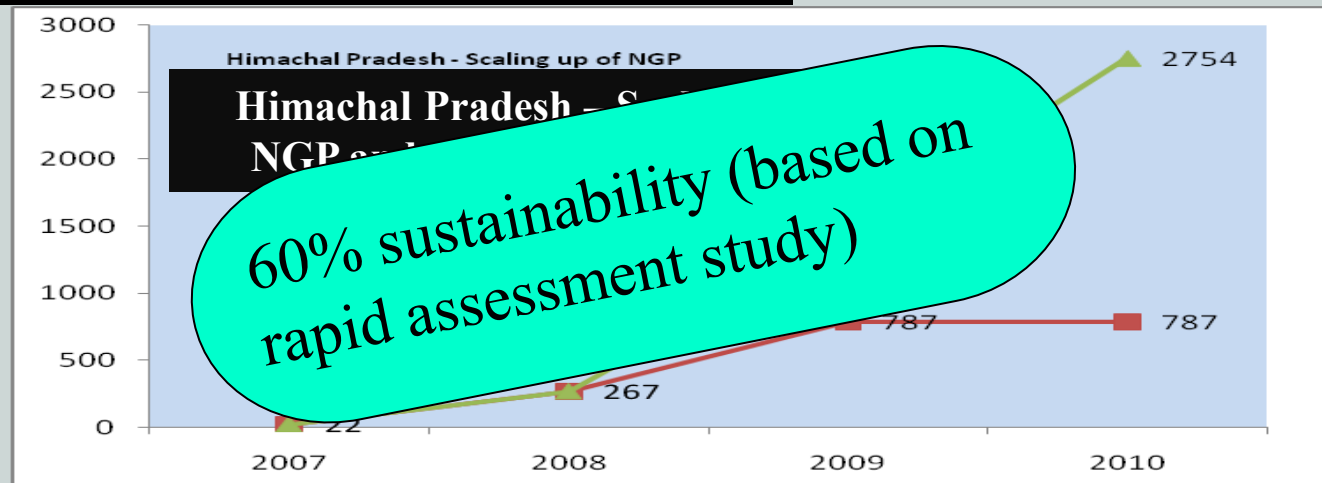 3000
Himachal Pradesh - Scaling up of NGP
2754
2500
Himachal Pradesh –
NGP
2000
60% sustainability (based on
rapid assessment study)
1500
1000
787
787
500
267
0
22
2007 2008 2009 2010